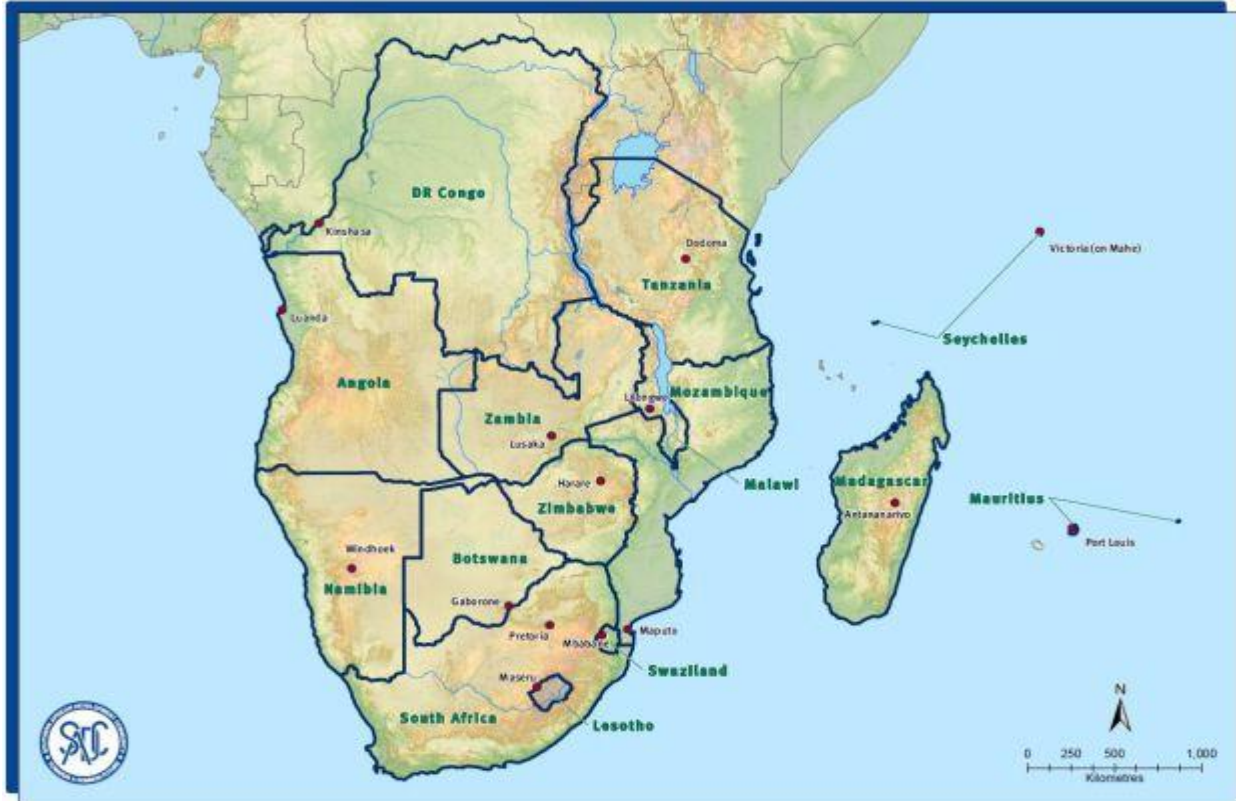 DR Congo
Kinshasa
Dodoma
Victoria (on Mahe)
Tanzania
Luanda
Seychelles
Angola
Mozambique
Lilongwe
Zambia
Lusaka
Malawi
Madagascar
Harare
Mauritius
Zimbabwe
Antananarivo
Port Louis
Windhoek
Botswana
Namibia
Gaborone
Pretoria
Maputo
Mbabane
Swaziland
Maseru
South Africa
Lesotho
N
SADC
0 250 500 1,000
Kilometres